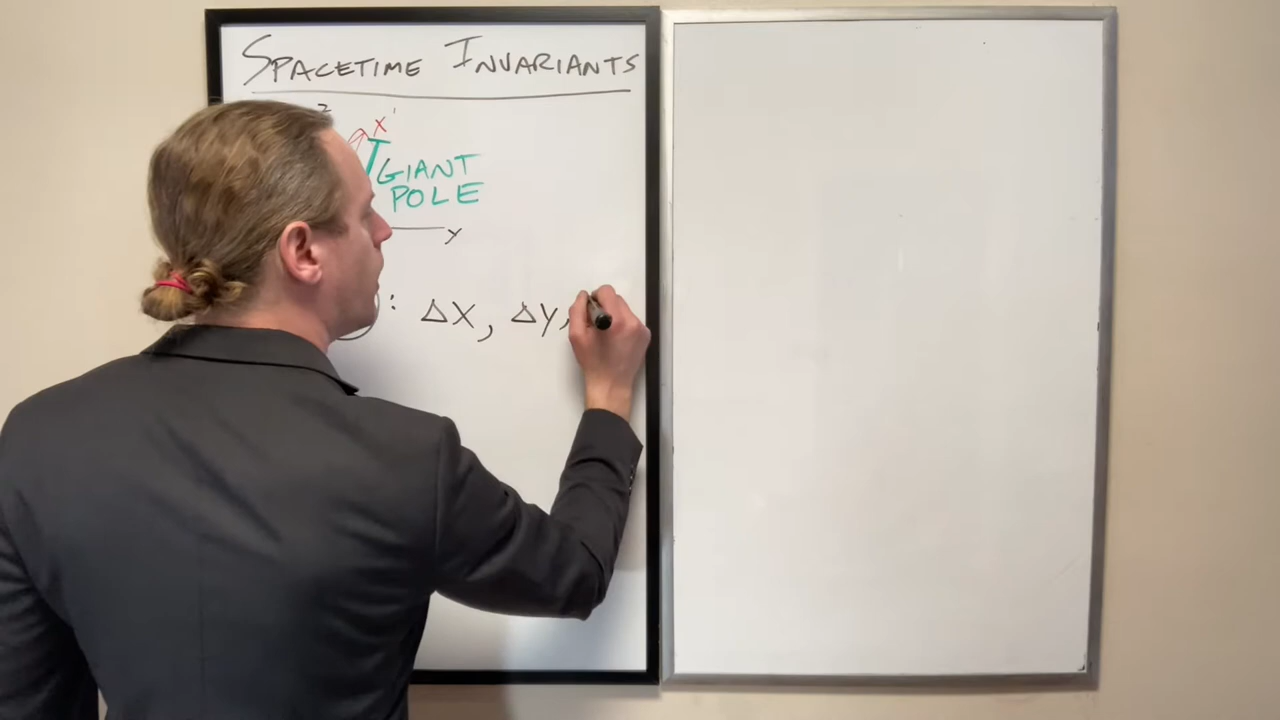 SPACETIME INVARIANTS
z
x'
GIANT
POLE
y
: Δx, Δy,